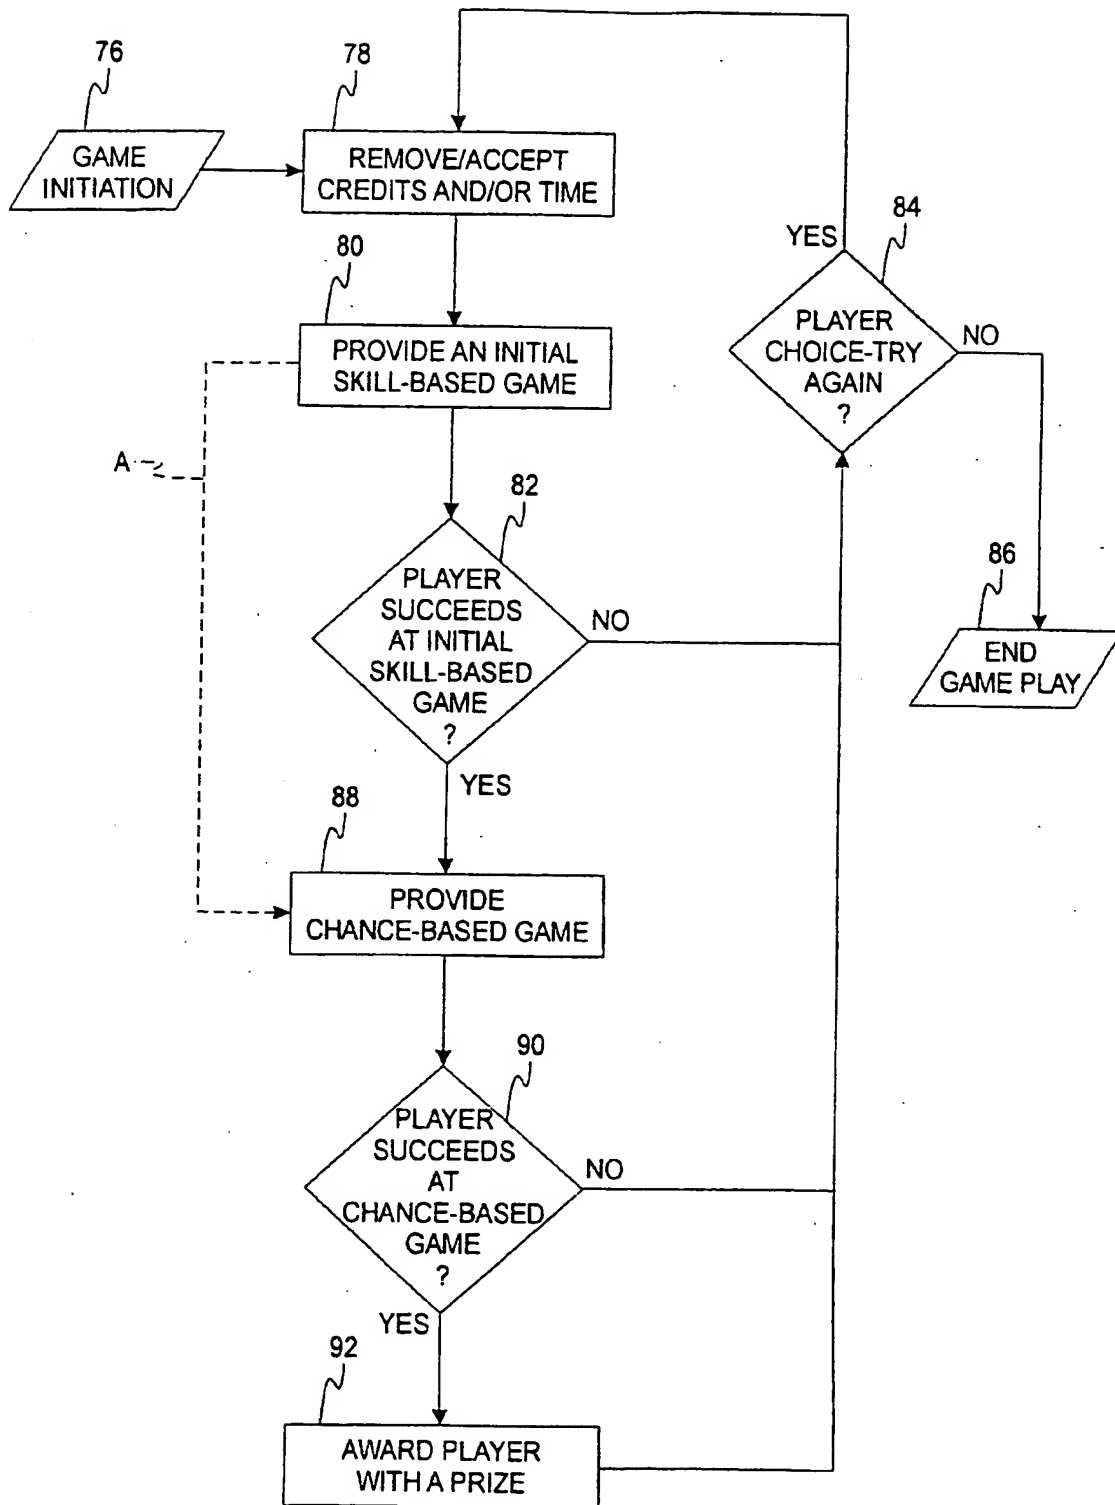 76
78
GAME
INITIATION
REMOVE/ACCEPT
CREDITS AND/OR TIME
84
YES
PLAYER
CHOICE-TRY
AGAIN
?
NO
80
PROVIDE AN INITIAL
SKILL-BASED GAME
A
82
PLAYER
SUCCEEDS
AT INITIAL
SKILL-BASED
GAME
?
NO
YES
86
END
GAME PLAY
88
PROVIDE
CHANCE-BASED GAME
90
PLAYER
SUCCEEDS
AT
CHANCE-BASED
GAME
?
NO
YES
92
AWARD PLAYER
WITH A PRIZE